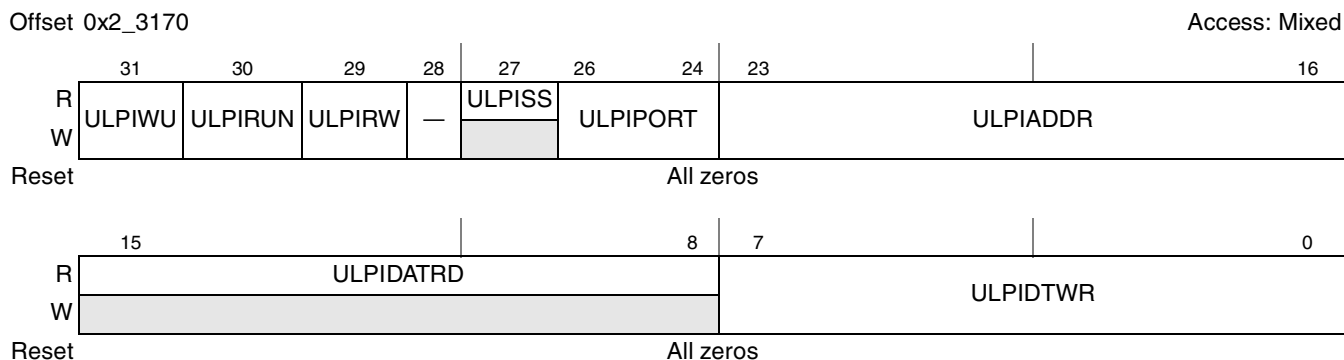 Offset 0x2_3170 Access: Mixed
31 30 29 28 27 26 24 23 16
R ULPIWU ULPIRUN ULPIRW — ULPISS ULPIPORT ULPIADDR
W
Reset All zeros
15 8 7 0
R ULPIDATRD ULPIDTWR
W
Reset All zeros